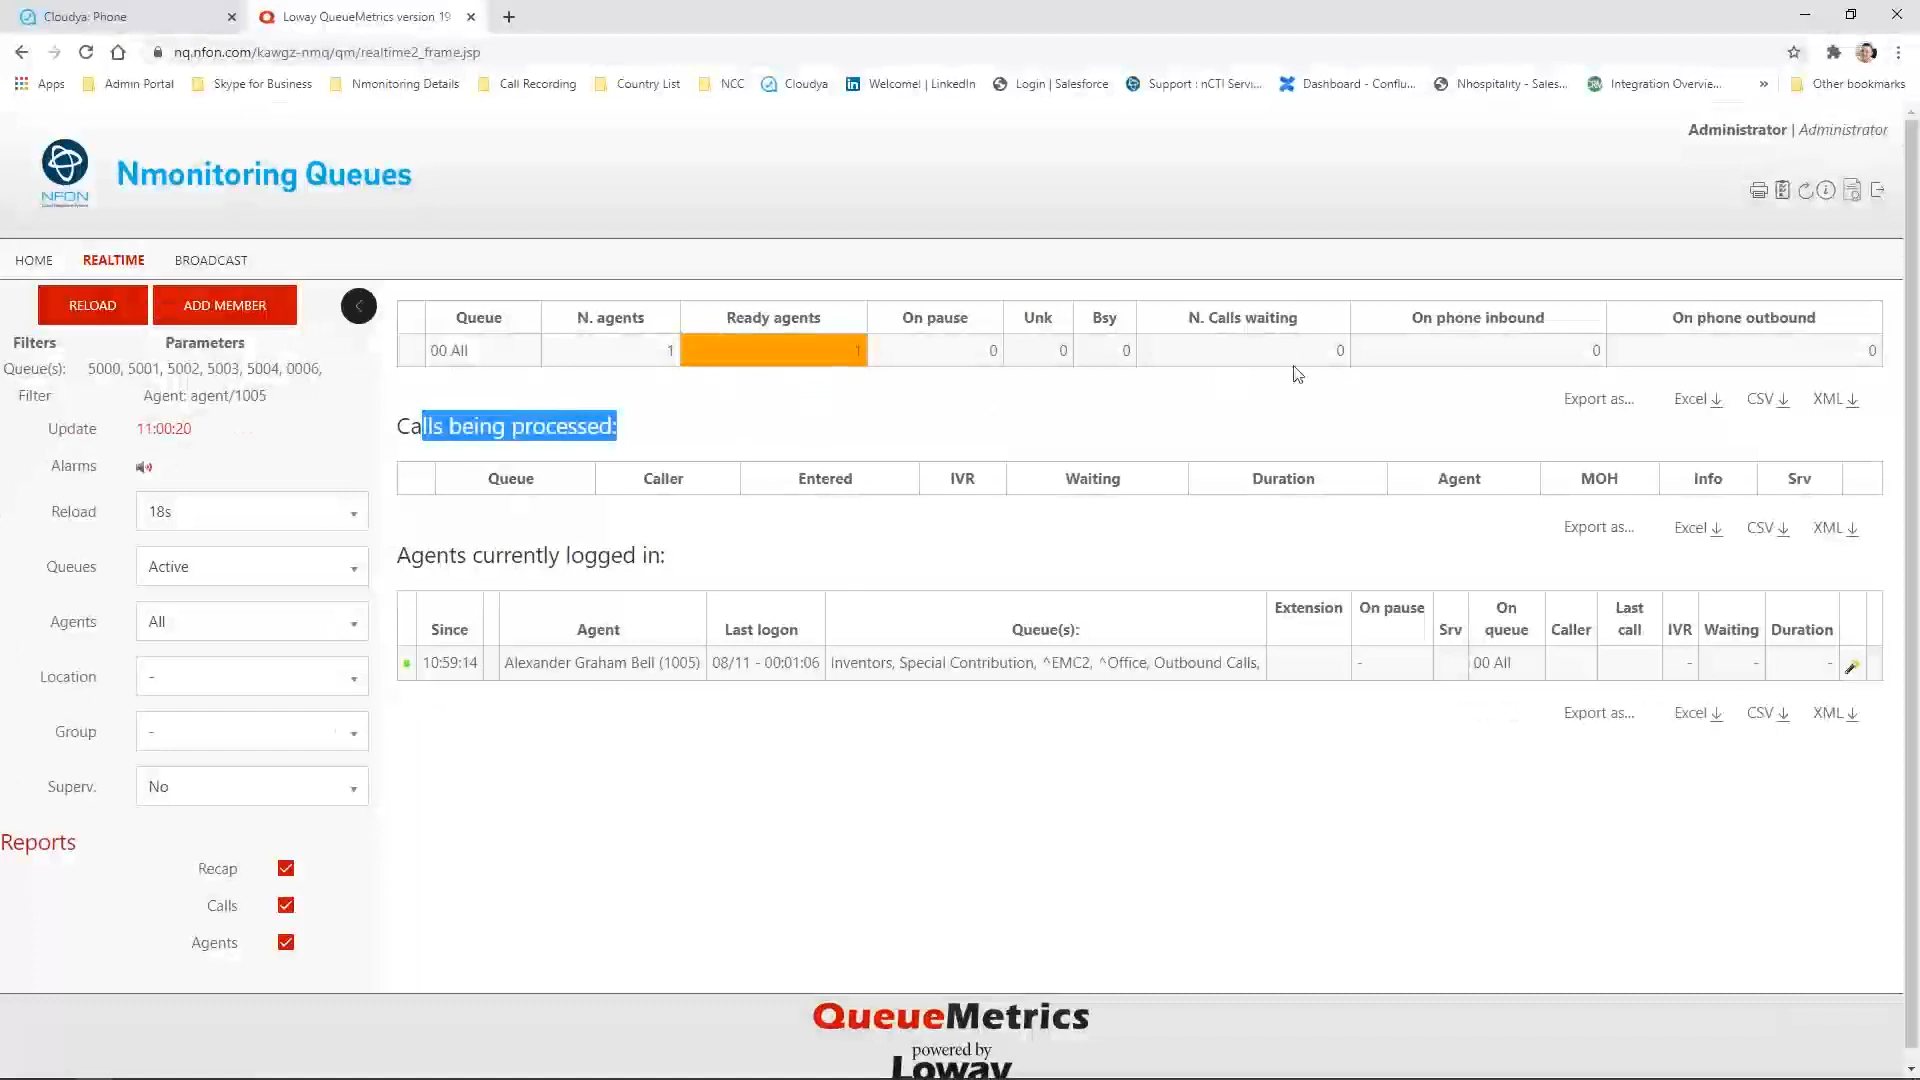 Cloudya: Phone
Loway QueueMetrics version 19
nq.nfon.com/kawgz-nmq/qm/realtime2_frame.jsp
Apps Admin Portal Skype for Business Nmonitoring Details Call Recording Country List NCC Cloudya Welcome! | LinkedIn Login | Salesforce Support : nCTI Servi... Dashboard - Conflu... Nhospitality - Sales... Integration Overvie... » Other bookmarks
Administrator | Administrator
NFON
Nmonitoring Queues
HOME REALTIME BROADCAST
RELOAD ADD MEMBER
Filters Parameters
Queue(s): 5000, 5001, 5002, 5003, 5004, 0006,
Filter Agent: agent/1005
Update 11:00:20
Alarms
Reload 18s
Queues Active
Agents All
Location -
Group -
Superv. No
Reports
Recap
Calls
Agents
Queue N. agents Ready agents On pause Unk Bsy N. Calls waiting On phone inbound On phone outbound
00 All 1 1 0 0 0 0 0 0
Export as... Excel CSV XML
Calls being processed:
Queue Caller Entered IVR Waiting Duration Agent MOH Info Srv
Export as... Excel CSV XML
Agents currently logged in:
Since Agent Last logon Queue(s): Extension On pause Srv On queue Caller Last call IVR Waiting Duration
10:59:14 Alexander Graham Bell (1005) 08/11 - 00:01:06 Inventors, Special Contribution, ^EMC2, ^Office, Outbound Calls, - 00 All - - -
Export as... Excel CSV XML
QueueMetrics
powered by
Loway